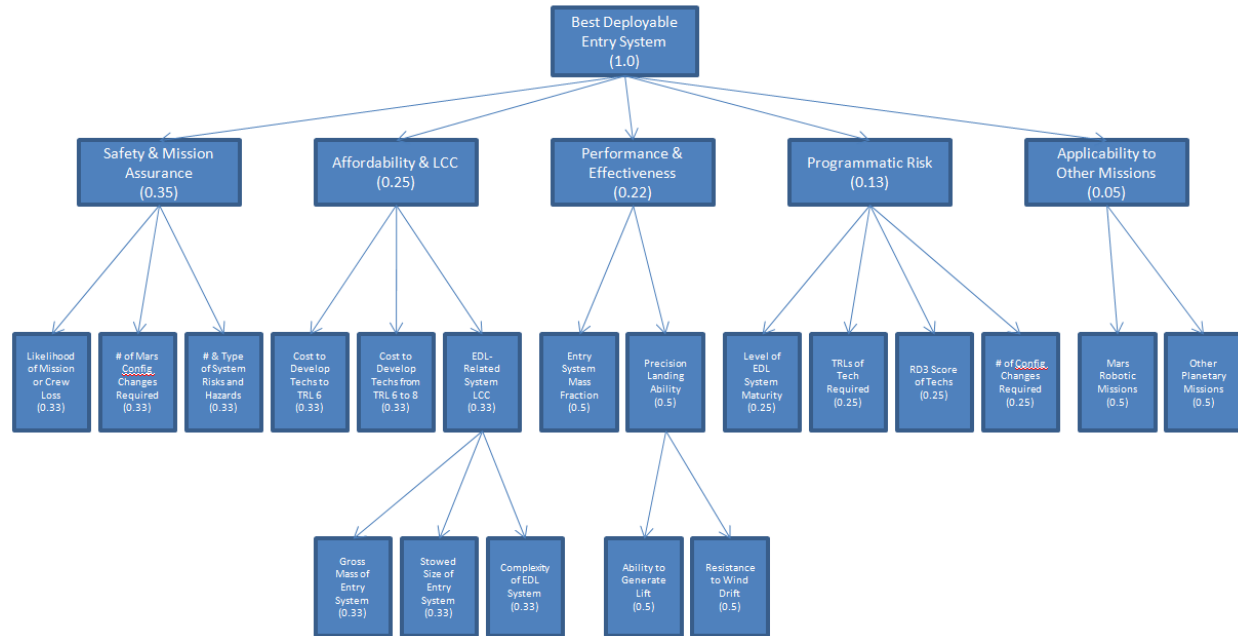 Best Deployable
Entry System
(1.0)
Safety & Mission
Assurance
(0.35)
Affordability & LCC
(0.25)
Performance &
Effectiveness
(0.22)
Programmatic Risk
(0.13)
Applicability to
Other Missions
(0.05)
Likelihood
of Mission
or Crew
Loss
(0.33)
# of Mars
Config
Changes
Required
(0.33)
# & Type
of System
Risks and
Hazards
(0.33)
Cost to
Develop
Techs to
TRL 6
(0.33)
Cost to
Develop
Techs from
TRL 6 to 8
(0.33)
EDL-
Related
System
LCC
(0.33)
Entry
System
Mass
Fraction
(0.5)
Precision
Landing
Ability
(0.5)
Level of
EDL
System
Maturity
(0.25)
TRLs of
Tech
Required
(0.25)
RD3 Score
of Techs
(0.25)
# of Config
Changes
Required
(0.25)
Mars
Robotic
Missions
(0.5)
Other
Planetary
Missions
(0.5)
Gross
Mass of
Entry
System
(0.33)
Stowed
Size of
Entry
System
(0.33)
Complexity
of EDL
System
(0.33)
Ability to
Generate
Lift
(0.5)
Resistance
to Wind
Drift
(0.5)